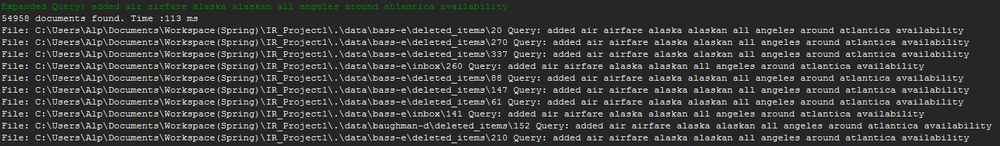 Expanded Query: added air airfare alaska alaskan all angeles around atlantica availability
54958 documents found. Time :113 ms
File: C:\Users\Alp\Documents\Workspace(Spring)\IR_Project1\.\data\bass-e\deleted_items\20 Query: added air airfare alaska alaskan all angeles around atlantica availability
File: C:\Users\Alp\Documents\Workspace(Spring)\IR_Project1\.\data\bass-e\deleted_items\270 Query: added air airfare alaska alaskan all angeles around atlantica availability
File: C:\Users\Alp\Documents\Workspace(Spring)\IR_Project1\.\data\bass-e\deleted_items\337 Query: added air airfare alaska alaskan all angeles around atlantica availability
File: C:\Users\Alp\Documents\Workspace(Spring)\IR_Project1\.\data\bass-e\inbox\260 Query: added air airfare alaska alaskan all angeles around atlantica availability
File: C:\Users\Alp\Documents\Workspace(Spring)\IR_Project1\.\data\bass-e\deleted_items\88 Query: added air airfare alaska alaskan all angeles around atlantica availability
File: C:\Users\Alp\Documents\Workspace(Spring)\IR_Project1\.\data\bass-e\deleted_items\147 Query: added air airfare alaska alaskan all angeles around atlantica availability
File: C:\Users\Alp\Documents\Workspace(Spring)\IR_Project1\.\data\bass-e\deleted_items\61 Query: added air airfare alaska alaskan all angeles around atlantica availability
File: C:\Users\Alp\Documents\Workspace(Spring)\IR_Project1\.\data\bass-e\inbox\141 Query: added air airfare alaska alaskan all angeles around atlantica availability
File: C:\Users\Alp\Documents\Workspace(Spring)\IR_Project1\.\data\baughman-d\deleted_items\152 Query: added air airfare alaska alaskan all angeles around atlantica availability
File: C:\Users\Alp\Documents\Workspace(Spring)\IR_Project1\.\data\bass-e\deleted_items\210 Query: added air airfare alaska alaskan all angeles around atlantica availability